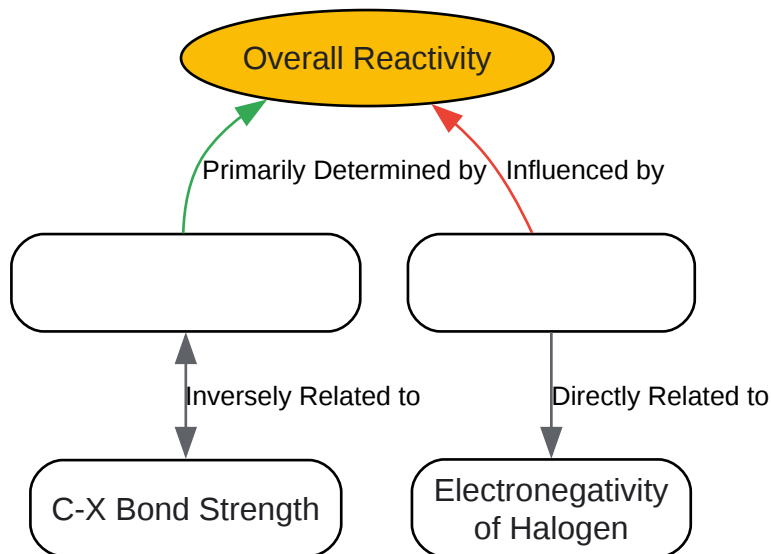 Overall Reactivity
Primarily Determined by
Influenced by
Inversely Related to
Directly Related to
C-X Bond Strength
Electronegativity
of Halogen